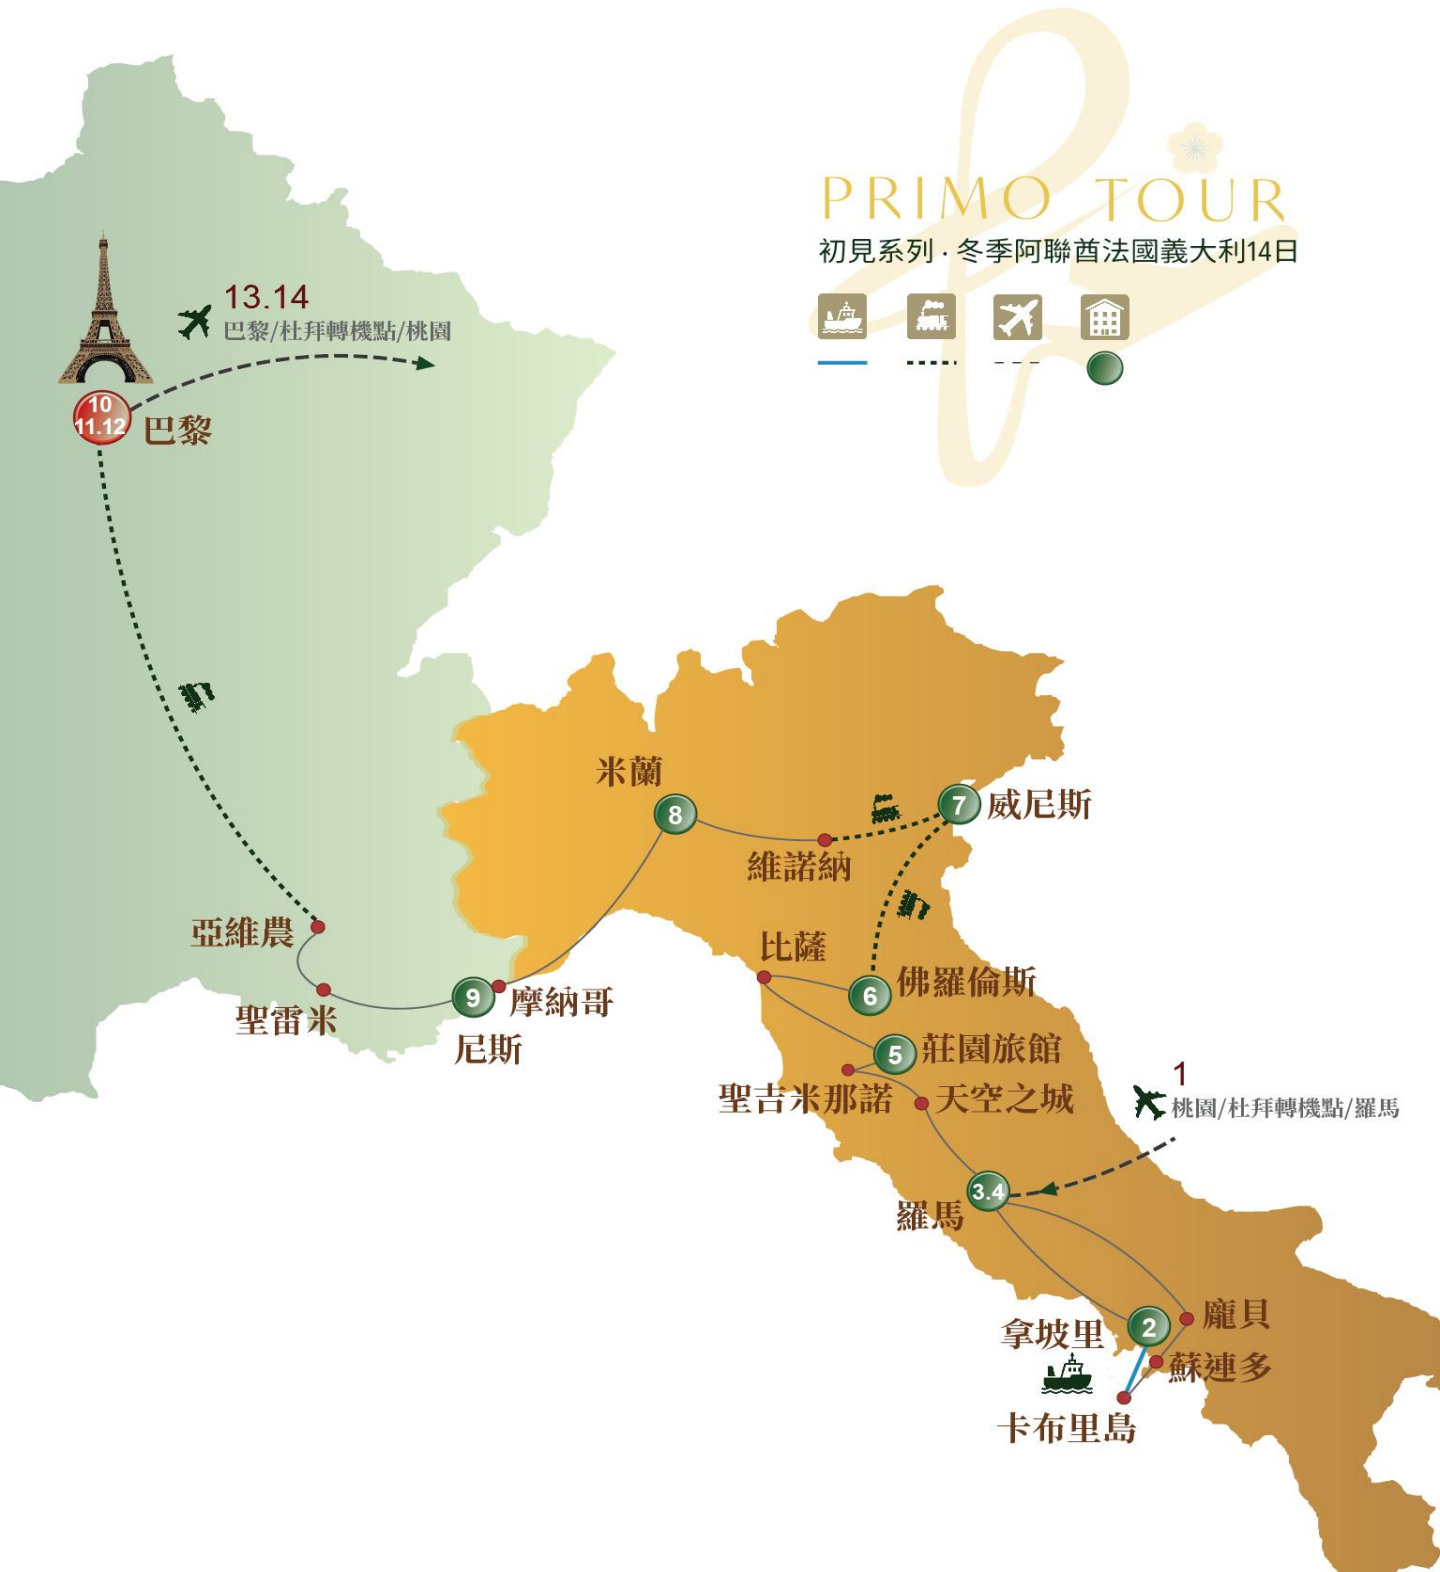 PRIMO TOUR
初見系列·冬季阿聯酋法國義大利14日
13.14
巴黎/杜拜轉機點/桃園
10
11.12
巴黎
米蘭
8
7
威尼斯
維諾納
亞維農
比薩
佛羅倫斯
6
9
摩納哥
聖雷米
尼斯
5
莊園旅館
聖吉米那諾
天空之城
1
桃園/杜拜轉機點/羅馬
3.4
羅馬
龐貝
拿坡里
2
蘇連多
卡布里島